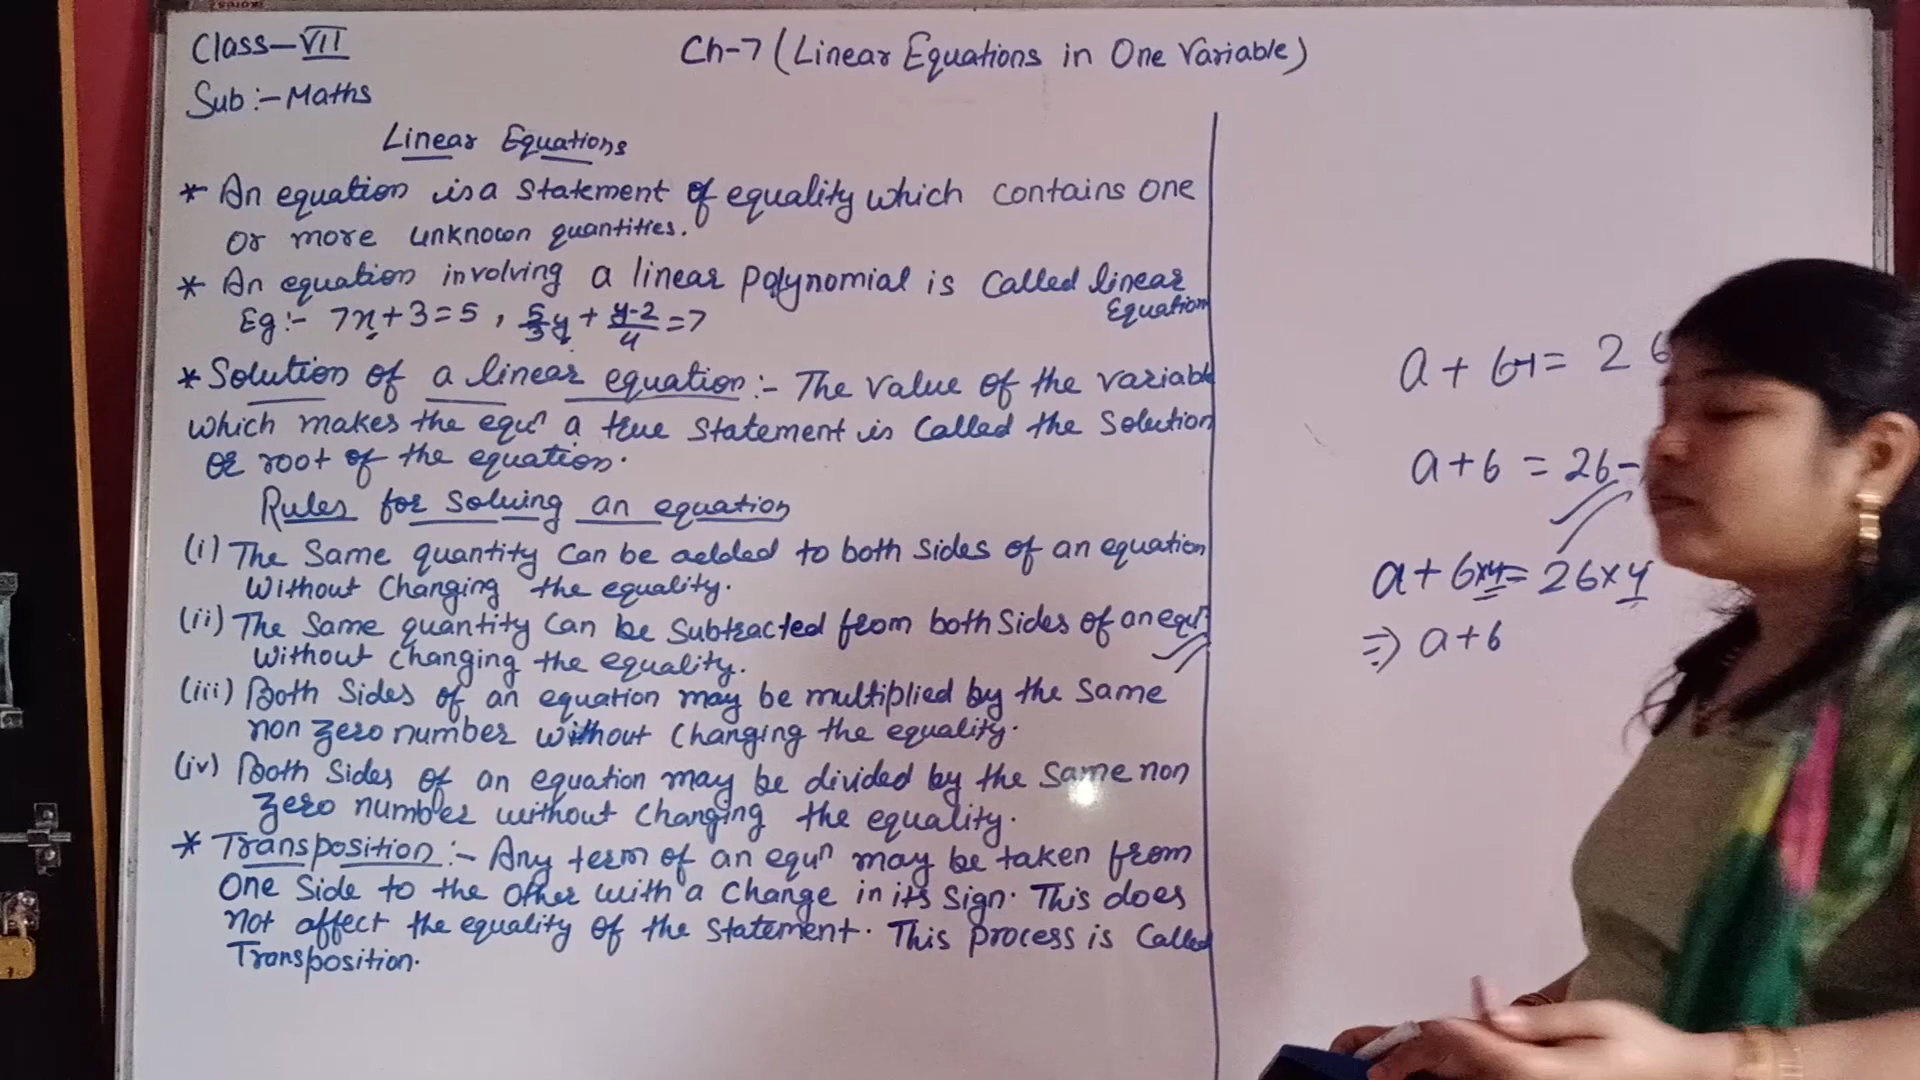 Class-VII
Ch-7 (Linear Equations in One Variable)
Sub:- Maths
Linear Equations
* An equation is a statement of equality which contains one
or more unknown quantities.
* An equation involving a linear polynomial is called linear
Equation
Eg:- 7x+3=5, 5/3 y + y-2/4 = 7
* Solution of a linear equation:- The value of the variable
which makes the equn a true statement is called the solution
or root of the equation.
Rules for solving an equation
(i) The same quantity can be added to both sides of an equation
without changing the equality.
(ii) The same quantity can be subtracted from both sides of an equn
without changing the equality.
(iii) Both sides of an equation may be multiplied by the same
non zero number without changing the equality.
(iv) Both sides of an equation may be divided by the same non
zero number without changing the equality.
* Transposition:- Any term of an equn may be taken from
one side to the other with a change in its sign. This does
not affect the equality of the statement. This process is called
Transposition.
a + 6 = 26
a + 6 = 26-
a + 6×4 = 26×4
⇒ a+6